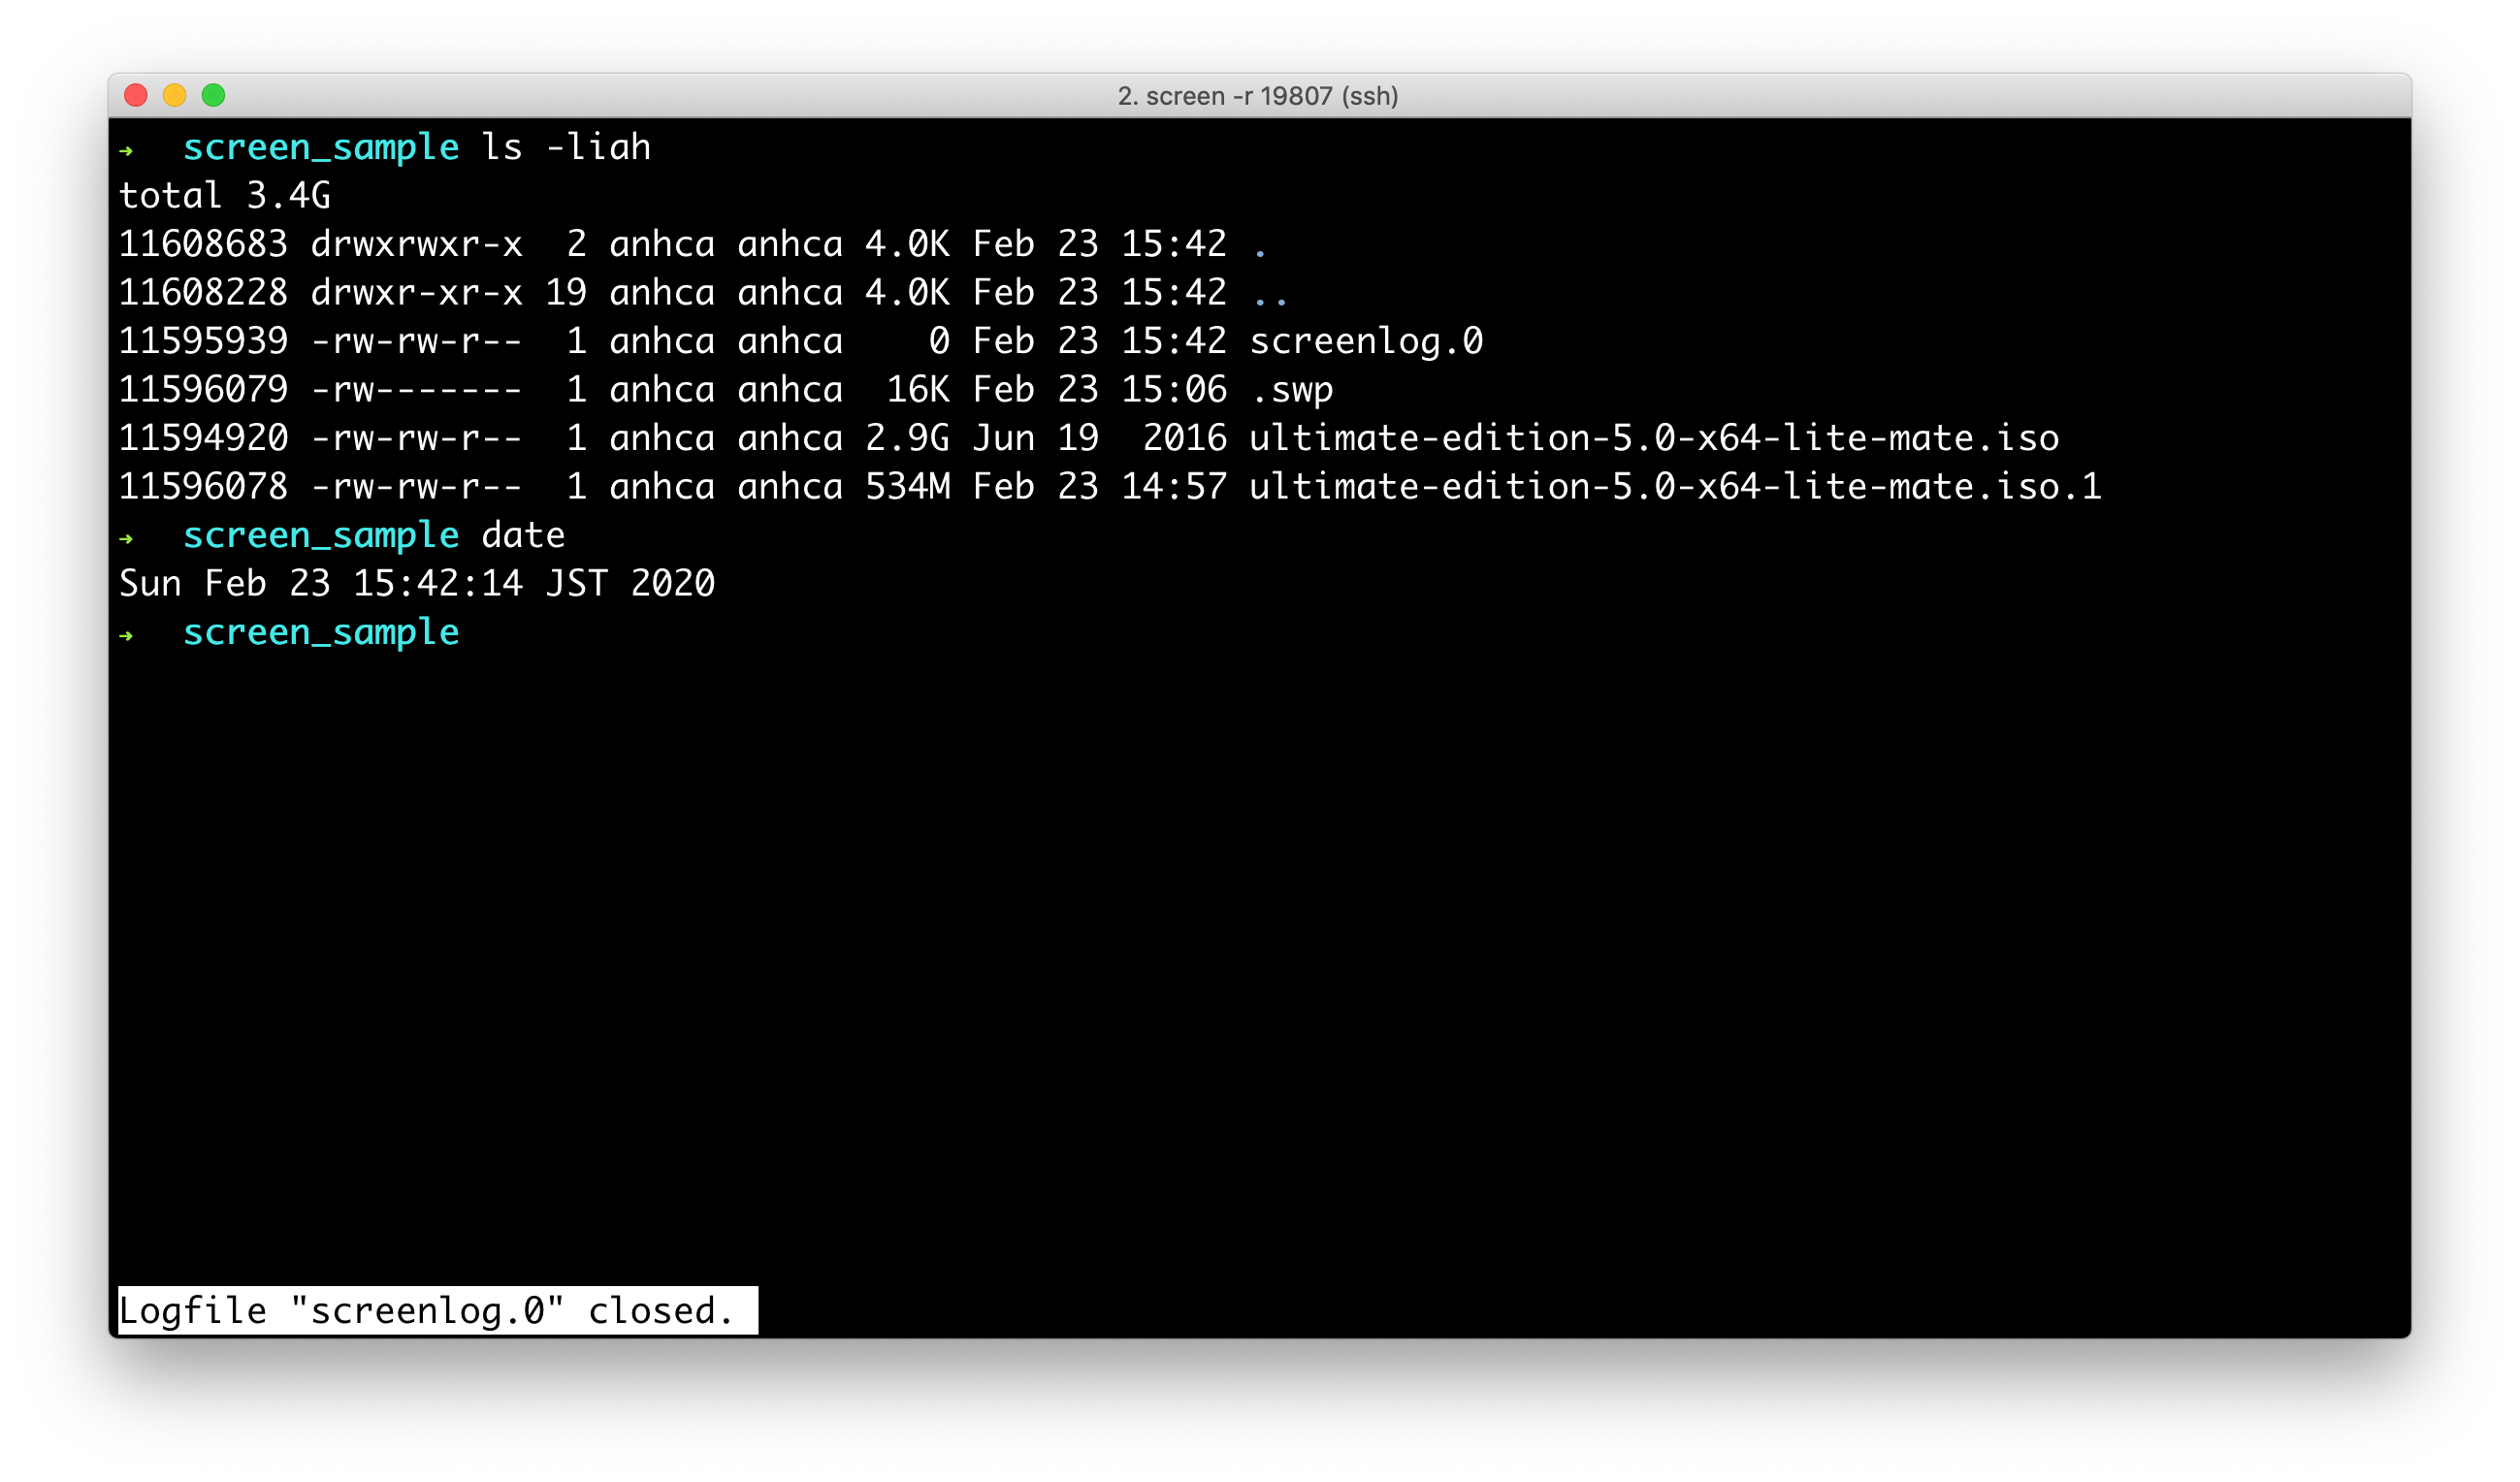 2. screen -r 19807 (ssh)
→ screen_sample ls -liah
total 3.4G
11608683 drwxrwxr-x  2 anhca anhca 4.0K Feb 23 15:42 .
11608228 drwxr-xr-x 19 anhca anhca 4.0K Feb 23 15:42 ..
11595939 -rw-rw-r--  1 anhca anhca    0 Feb 23 15:42 screenlog.0
11596079 -rw-------  1 anhca anhca  16K Feb 23 15:06 .swp
11594920 -rw-rw-r--  1 anhca anhca 2.9G Jun 19  2016 ultimate-edition-5.0-x64-lite-mate.iso
11596078 -rw-rw-r--  1 anhca anhca 534M Feb 23 14:57 ultimate-edition-5.0-x64-lite-mate.iso.1
→ screen_sample date
Sun Feb 23 15:42:14 JST 2020
→ screen_sample
Logfile "screenlog.0" closed.